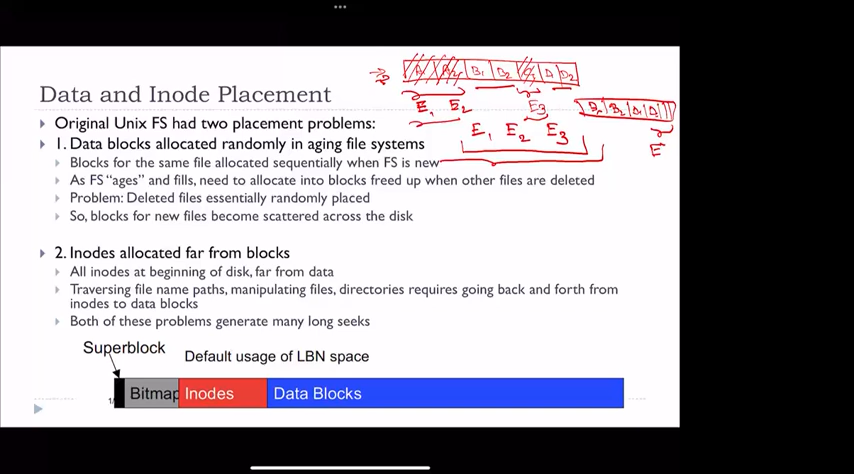 B₁ B₂ D₂
B₂ B₂
E₁ E₂ E₃
E₁ E₂ E₃
E
Data and Inode Placement
Original Unix FS had two placement problems:
1. Data blocks allocated randomly in aging file systems
Blocks for the same file allocated sequentially when FS is new
As FS “ages” and fills, need to allocate into blocks freed up when other files are deleted
Problem: Deleted files essentially randomly placed
So, blocks for new files become scattered across the disk
2. Inodes allocated far from blocks
All inodes at beginning of disk, far from data
Traversing file name paths, manipulating files, directories requires going back and forth from
inodes to data blocks
Both of these problems generate many long seeks
Superblock
Default usage of LBN space
Bitmap Inodes Data Blocks